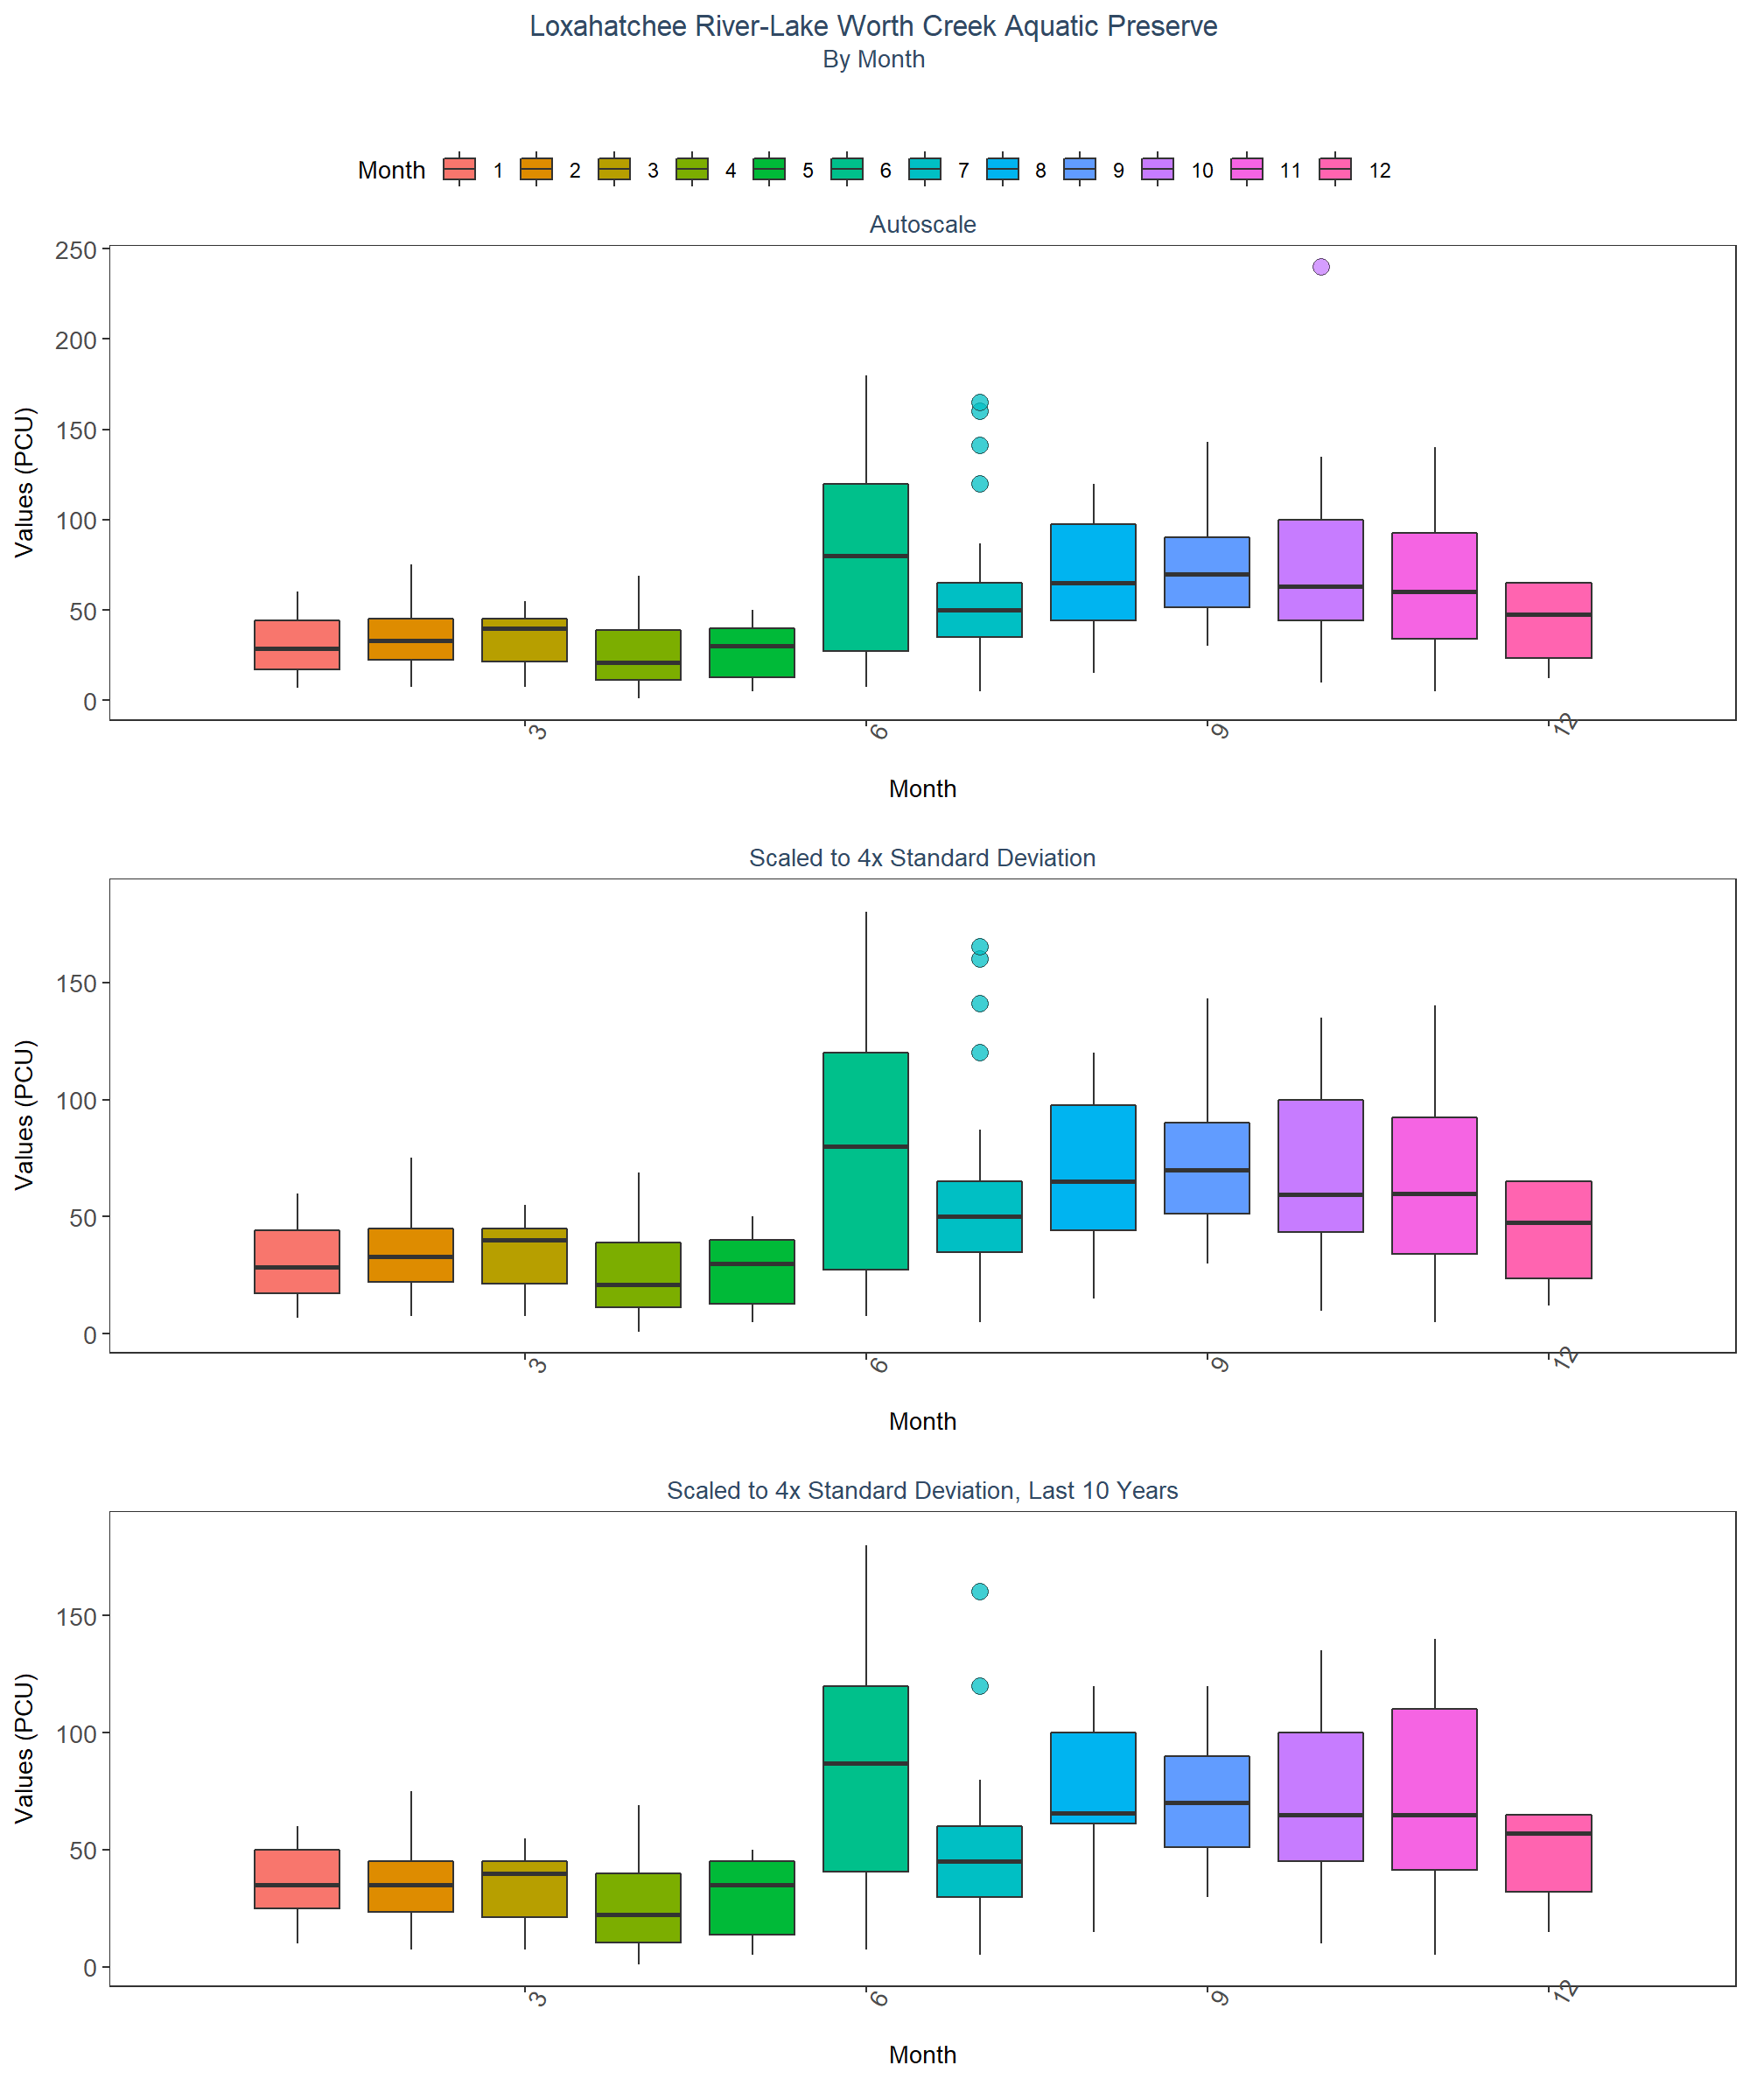 Loxahatchee River-Lake Worth Creek Aquatic Preserve
By Month
Month 1 2 3 4 5 6 7 8 9 10 11 12
Autoscale
Values (PCU)
250
200
150
100
50
0
3 6 9 12
Month
Scaled to 4x Standard Deviation
Values (PCU)
150
100
50
0
3 6 9 12
Month
Scaled to 4x Standard Deviation, Last 10 Years
Values (PCU)
150
100
50
0
3 6 9 12
Month